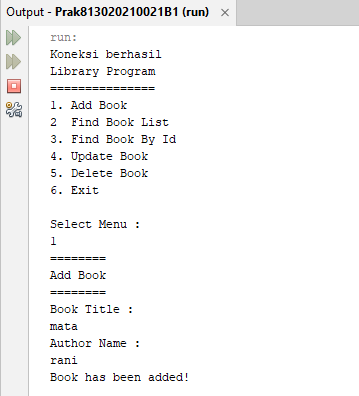 Output - Prak813020210021B1 (run) ×
run:
Koneksi berhasil
Library Program
===============
1. Add Book
2  Find Book List
3. Find Book By Id
4. Update Book
5. Delete Book
6. Exit
Select Menu :
1
========
Add Book
========
Book Title :
mata
Author Name :
rani
Book has been added!